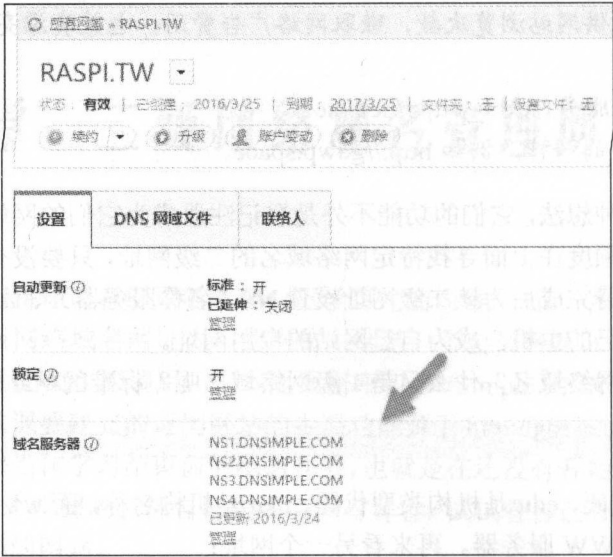 所有网域 > RASPI.TW
RASPI.TW
状态：有效 | 已创建：2016/3/25 | 到期：2017/3/25 | 文件夹：无 | 设置文件：无
续约 升级 账户变动 删除
设置 DNS 网域文件 联络人
自动更新 标准：开
已延伸：关闭
管理
锁定 开
管理
域名服务器 NS1.DNSIMPLE.COM
NS2.DNSIMPLE.COM
NS3.DNSIMPLE.COM
NS4.DNSIMPLE.COM
已更新 2016/3/24
管理